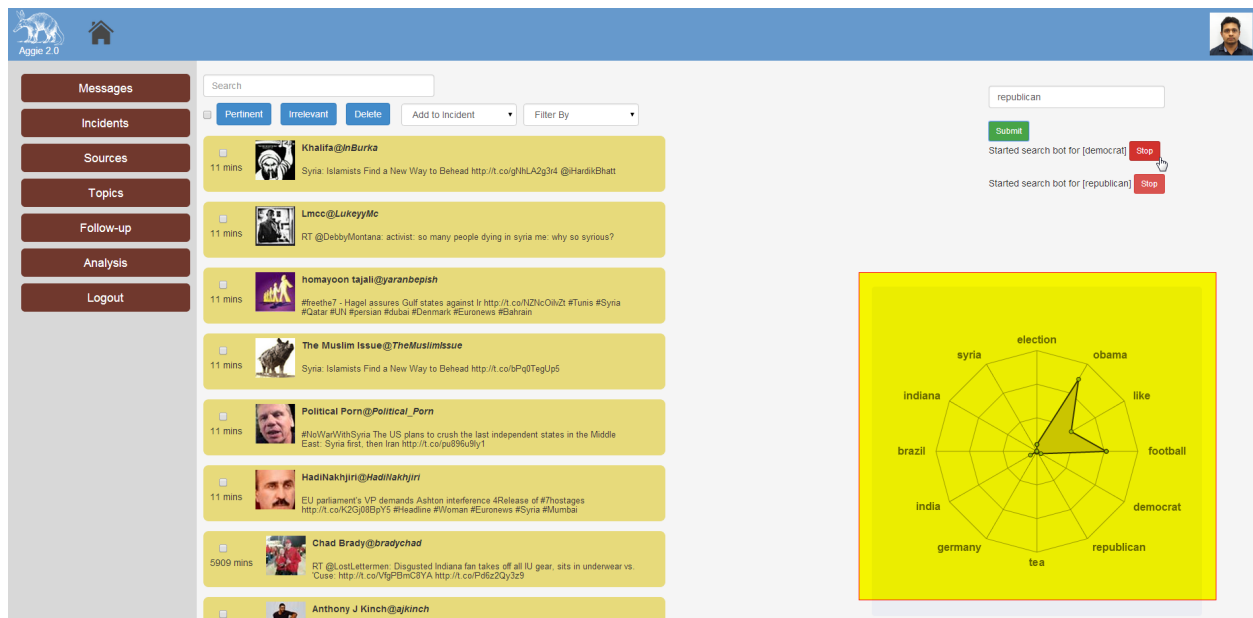 Aggie 2.0
Messages
Incidents
Sources
Topics
Follow-up
Analysis
Logout
Search
Pertinent Irrelevant Delete Add to Incident Filter By
Khalifa@InBurka
11 mins
Syria: Islamists Find a New Way to Behead http://t.co/gNhLA2g3r4 @iHardikBhatt
Lmcc@LukeyyMc
11 mins
RT @DebbyMontana: activist: so many people dying in syria me: why so syrious?
homayoon tajali@yaranbepish
11 mins
#freethe7 - Hagel assures Gulf states against Ir http://t.co/NZNcOilvZt #Tunis #Syria
#Qatar #UN #persian #dubai #Denmark #Euronews #Bahrain
The Muslim Issue@TheMuslimIssue
11 mins
Syria: Islamists Find a New Way to Behead http://t.co/bPq0TegUp5
Political Porn@Political_Porn
11 mins
#NoWarWithSyria The US plans to crush the last independent states in the Middle
East: Syria first, then Iran http://t.co/pu896u9ly1
HadiNakhjiri@HadiNakhjiri
11 mins
EU parliament's VP demands Ashton interference 4Release of #7hostages
http://t.co/K2Gj08BpY5 #Headline #Woman #Euronews #Syria #Mumbai
Chad Brady@bradychad
5909 mins
RT @LostLettermen: Disgusted Indiana fan takes off all IU gear, sits in underwear vs.
'Cuse: http://t.co/VfgPBmC8YA http://t.co/Pd6z2Qy3z9
Anthony J Kinch@ajkinch
republican
Submit
Started search bot for [democrat] Stop
Started search bot for [republican] Stop
election
syria
obama
indiana
like
brazil
football
india
democrat
germany
republican
tea